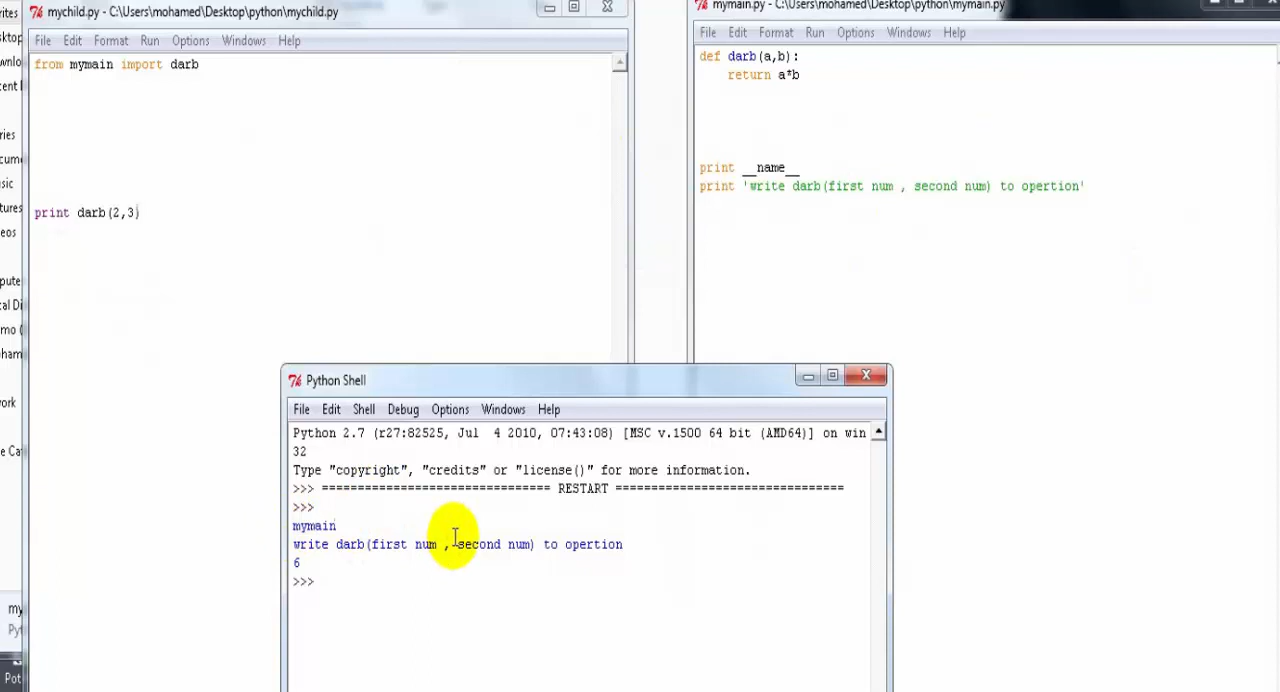 mychild.py - C:\Users\mohamed\Desktop\python\mychild.py
File Edit Format Run Options Windows Help
from mymain import darb
print darb(2,3)
mymain.py - C:\Users\mohamed\Desktop\python\mymain.py
File Edit Format Run Options Windows Help
def darb(a,b):
return a*b
print __name__
print 'write darb(first num , second num) to opertion'
Python Shell
File Edit Shell Debug Options Windows Help
Python 2.7 (r27:82525, Jul 4 2010, 07:43:08) [MSC v.1500 64 bit (AMD64)] on win
32
Type "copyright", "credits" or "license()" for more information.
>>> ================================ RESTART ================================
>>>
mymain
write darb(first num , second num) to opertion
6
>>>